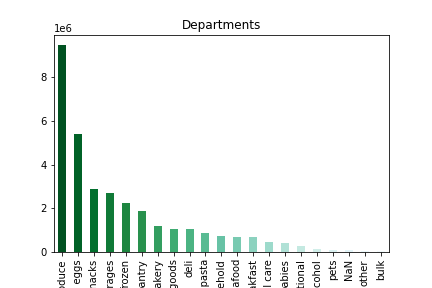 Departments
1e6
8
6
4
2
0
oduce
eggs
nacks
rages
rozen
antry
akery
goods
deli
pasta
ehold
afood
kfast
l care
abies
tional
cohol
pets
NaN
other
bulk